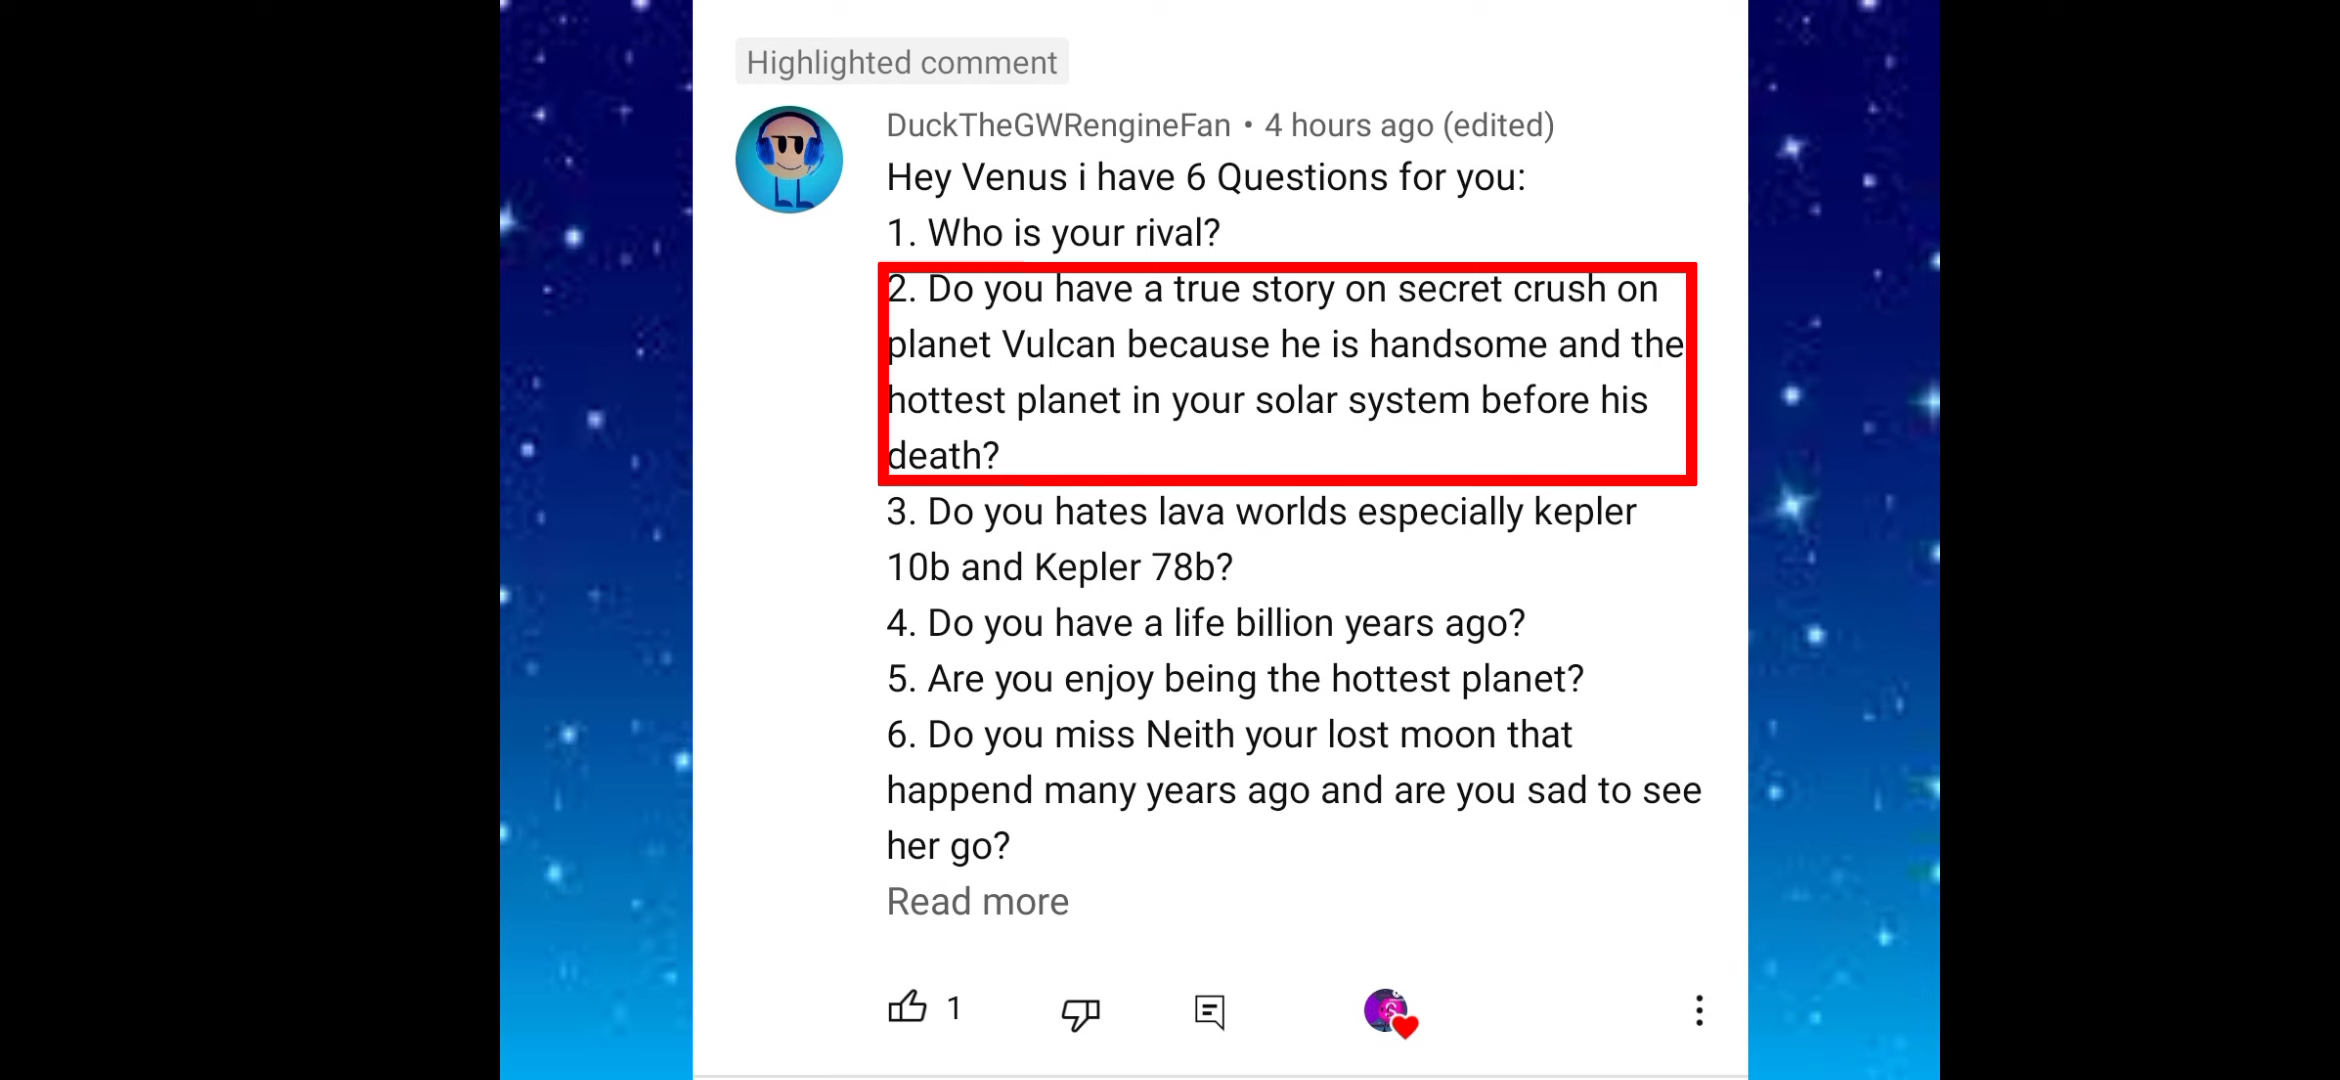 Highlighted comment
DuckTheGWRengineFan • 4 hours ago (edited)
Hey Venus i have 6 Questions for you:
1. Who is your rival?
2. Do you have a true story on secret crush on
planet Vulcan because he is handsome and the
hottest planet in your solar system before his
death?
3. Do you hates lava worlds especially kepler
10b and Kepler 78b?
4. Do you have a life billion years ago?
5. Are you enjoy being the hottest planet?
6. Do you miss Neith your lost moon that
happend many years ago and are you sad to see
her go?
Read more
1